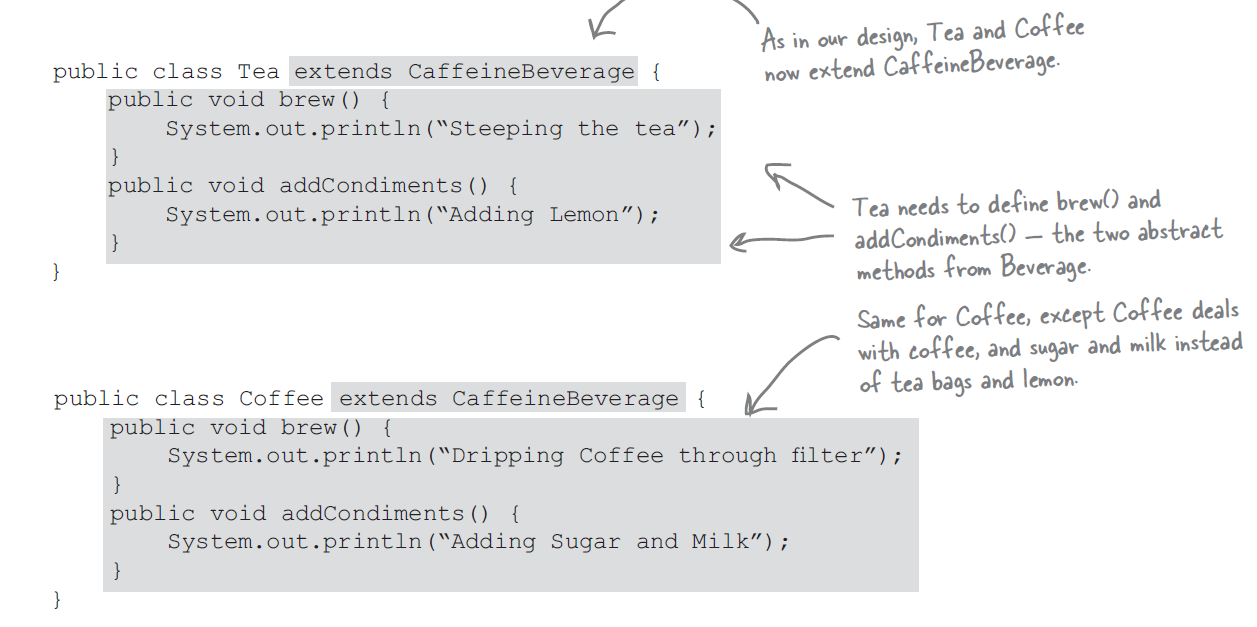 As in our design, Tea and Coffee
now extend CaffeineBeverage.
public class Tea extends CaffeineBeverage {
public void brew() {
System.out.println(“Steeping the tea”);
}
public void addCondiments() {
System.out.println(“Adding Lemon”);
}
}
Tea needs to define brew() and
addCondiments() — the two abstract
methods from Beverage.
Same for Coffee, except Coffee deals
with coffee, and sugar and milk instead
of tea bags and lemon.
public class Coffee extends CaffeineBeverage {
public void brew() {
System.out.println(“Dripping Coffee through filter”);
}
public void addCondiments() {
System.out.println(“Adding Sugar and Milk”);
}
}